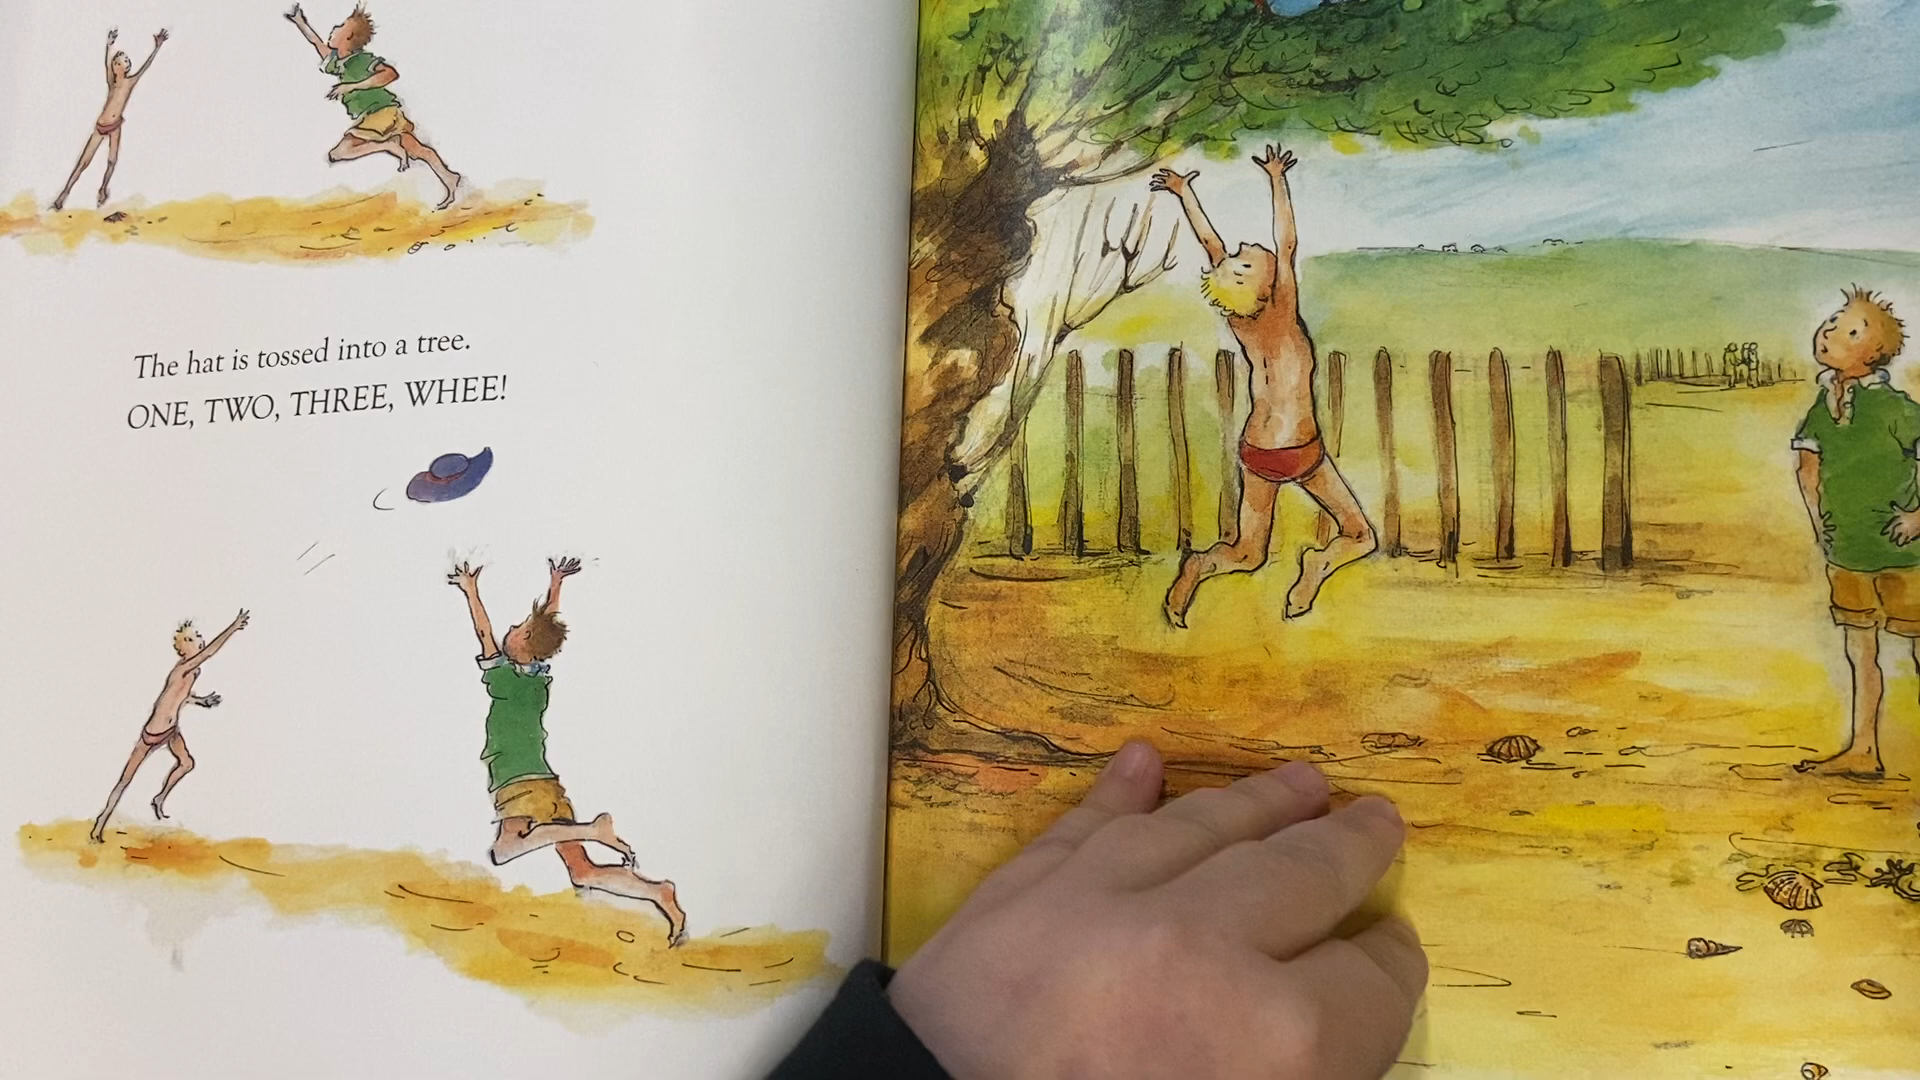 The hat is tossed into a tree.
ONE, TWO, THREE, WHEE!